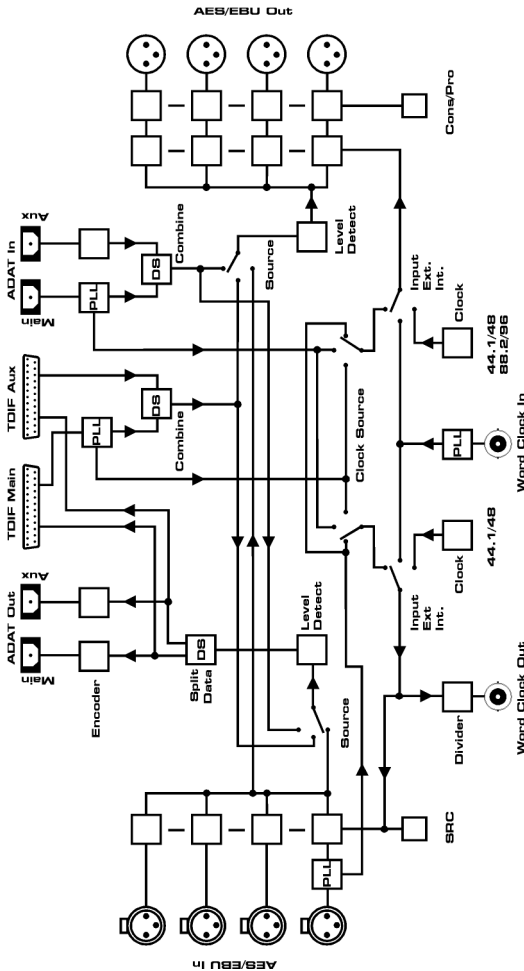 AES/EBU Out
Cons/Pro
Aux
ADAT In
Main
PLL
DS
Combine
Source
Level
Detect
Input
Ext.
Int.
Clock
44.1/48
88.2/96
TDIF Aux
PLL
DS
Combine
Clock Source
PLL
Word Clock In
TDIF Main
Aux
ADAT Out
Main
Encoder
DS
Split
Data
Level
Detect
Source
Input
Ext
Int.
Clock
44.1/48
Divider
Word Clock Out
SRC
PLL
AES/EBU In